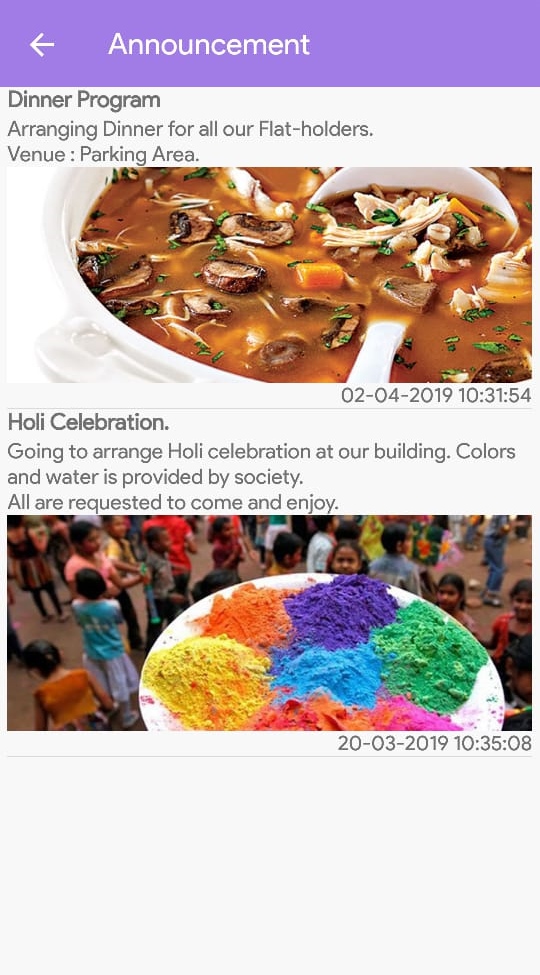 Announcement
Dinner Program
Arranging Dinner for all our Flat-holders.
Venue : Parking Area.
02-04-2019 10:31:54
Holi Celebration.
Going to arrange Holi celebration at our building. Colors
and water is provided by society.
All are requested to come and enjoy.
20-03-2019 10:35:08